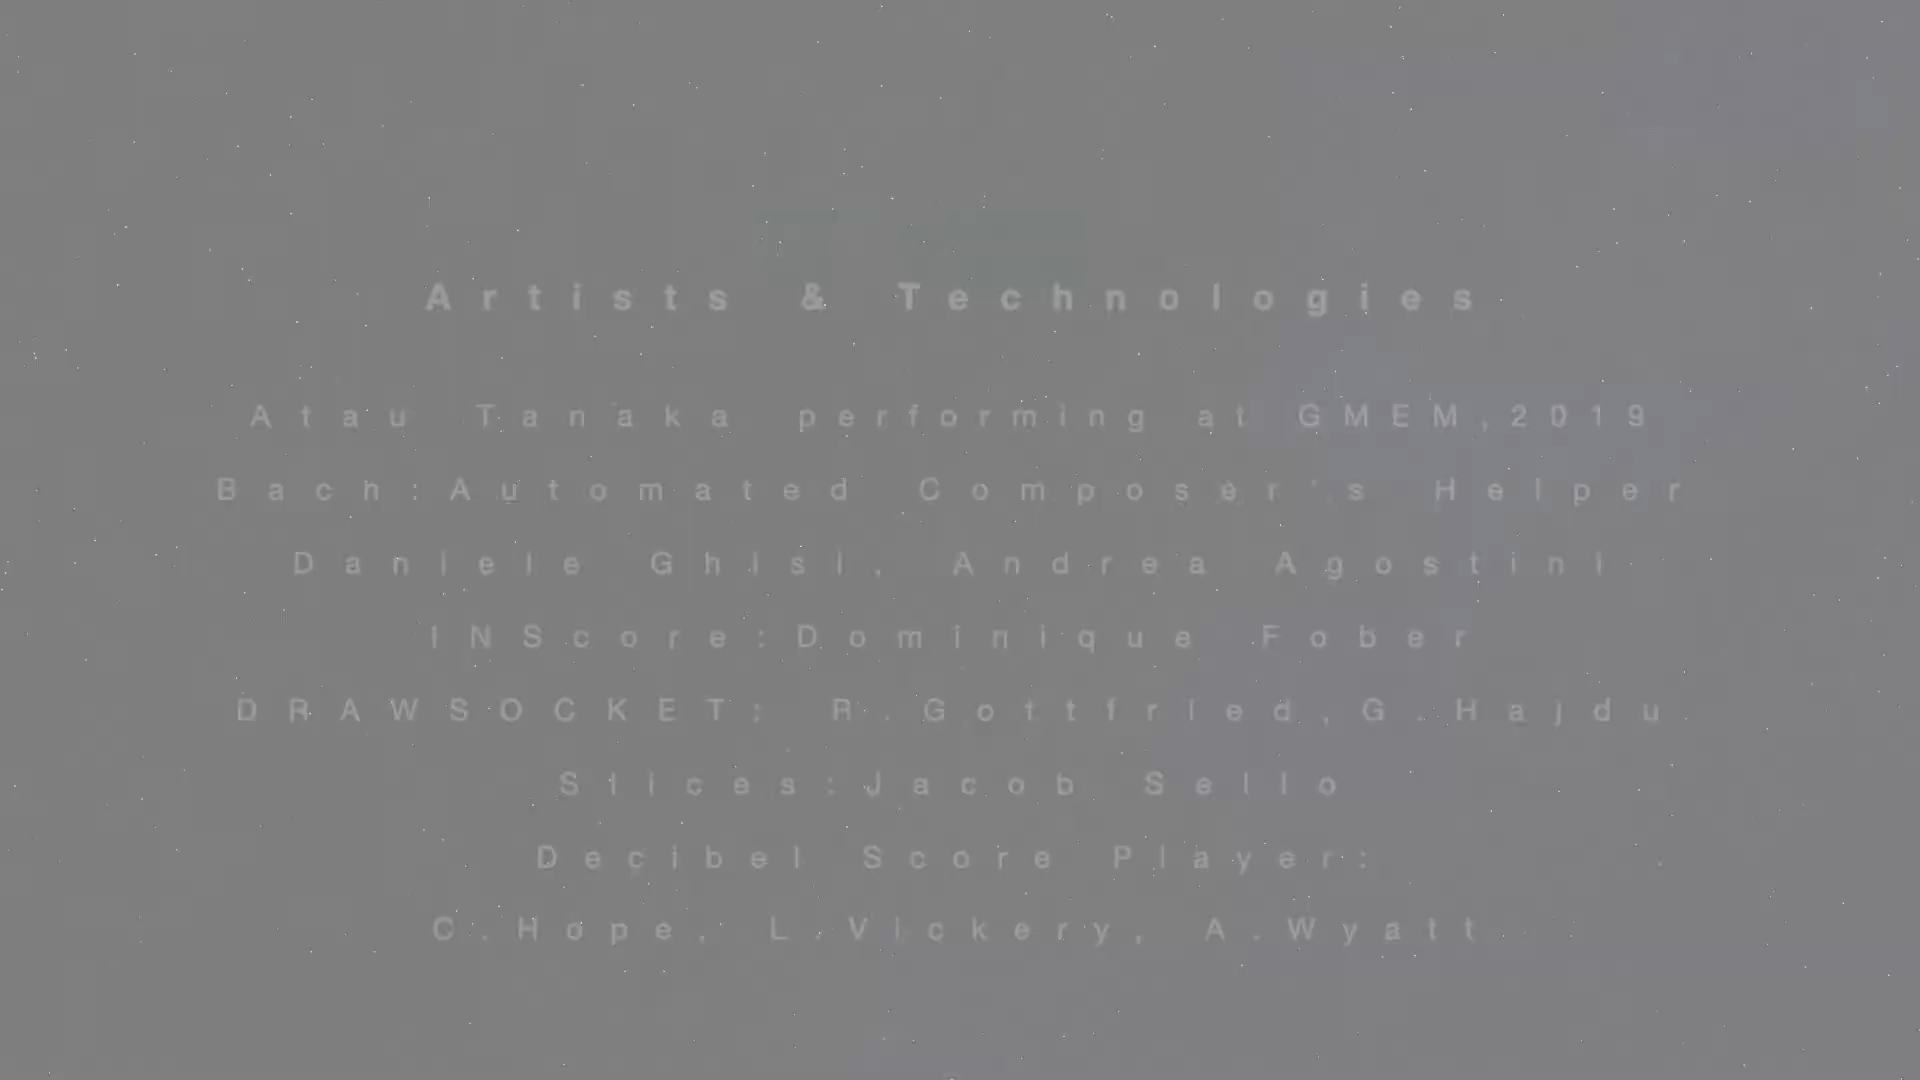 Artists & Technologies
Atau Tanaka performing at GMEM,2019
Bach:Automated Composer's Helper
Daniele Ghisi, Andrea Agostini
INScore:Dominique Fober
DRAWSOCKET: R.Gottfried,G.Hajdu
Stices:Jacob Sello
Decibel Score Player:
C.Hope, L.Vickery, A.Wyatt